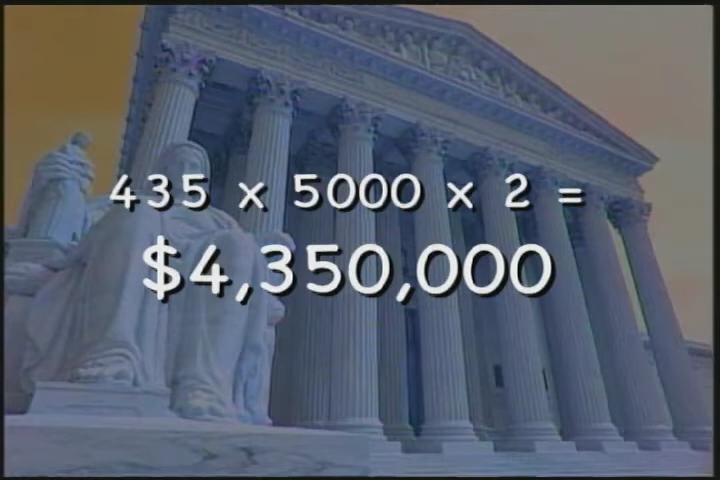 435 x 5000 x 2 =
$4,350,000